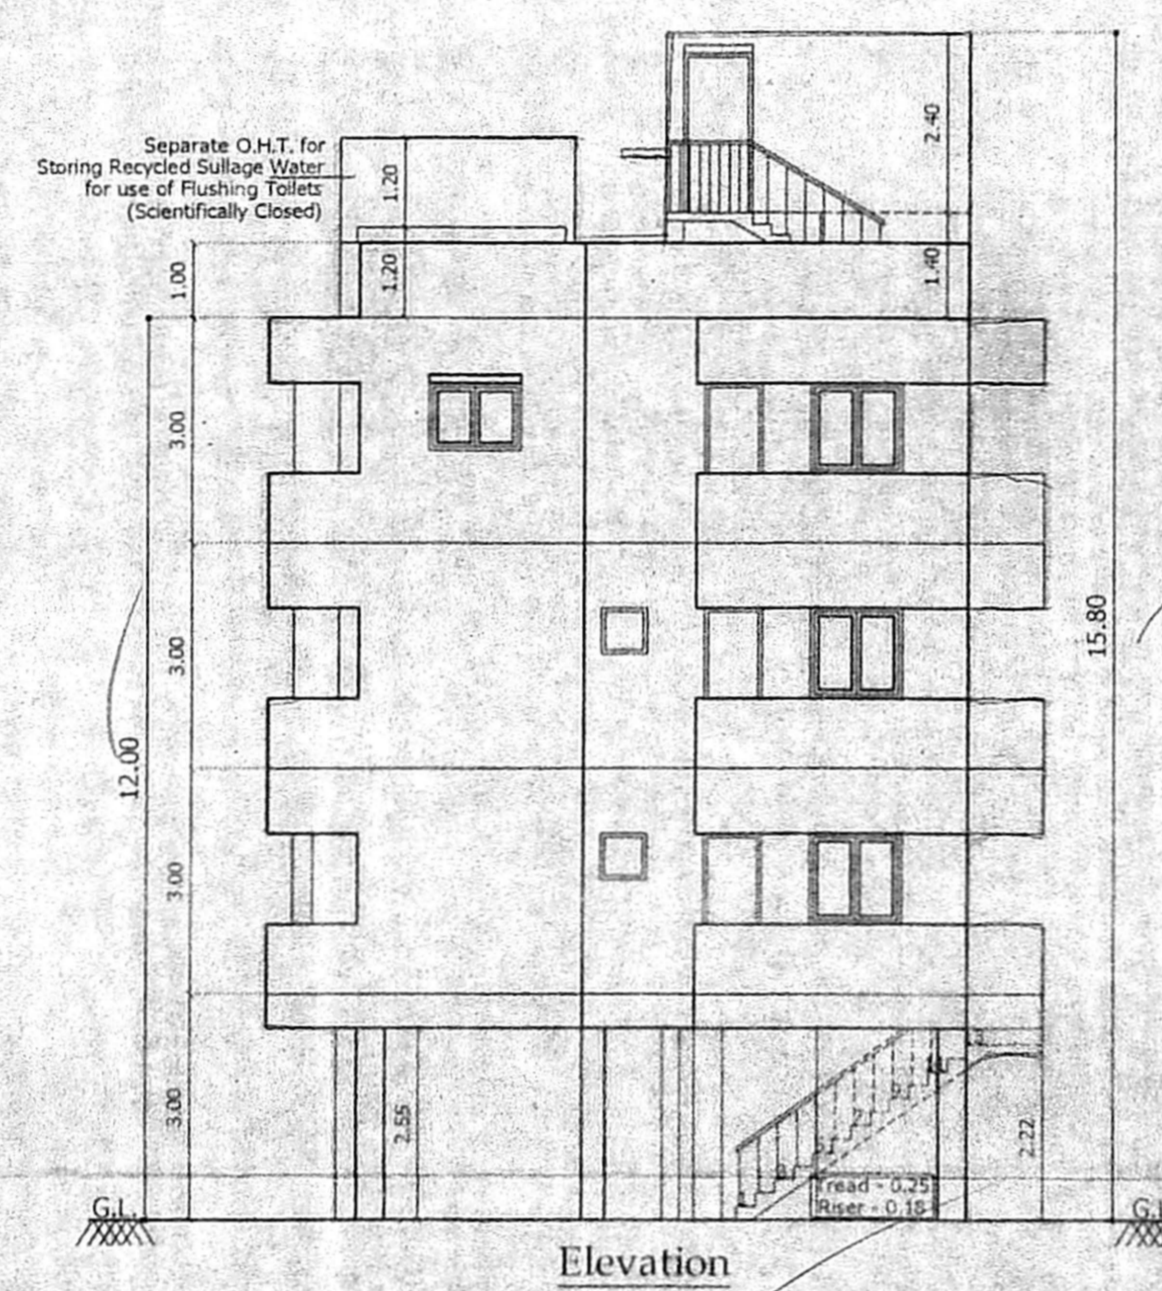 Separate O.H.T. for
Storing Recycled Sullage Water
for use of Flushing Toilets
(Scientifically Closed)
2.40
1.20
1.00
1.20
1.40
3.00
3.00
15.80
12.00
3.00
3.00
2.55
2.22
Tread - 0.25
Riser - 0.18
G.L.
G.L
Elevation